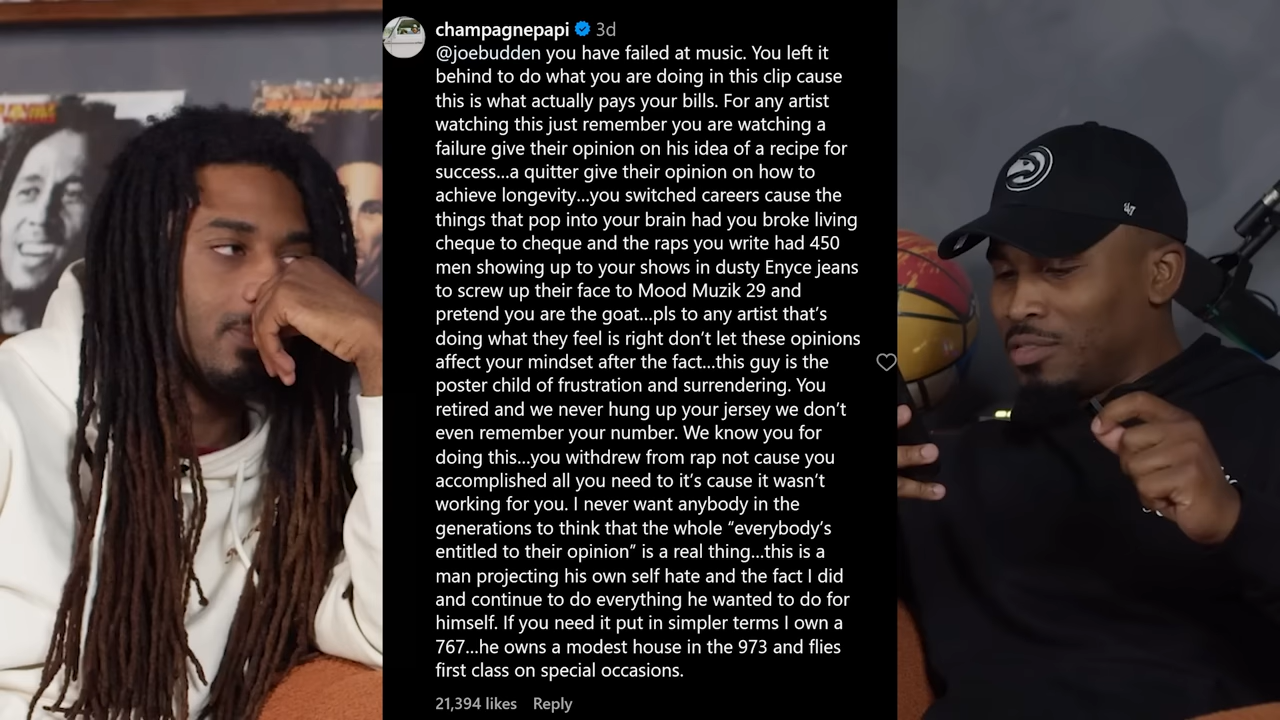 champagnepapi 3d
@joebudden you have failed at music. You left it
behind to do what you are doing in this clip cause
this is what actually pays your bills. For any artist
watching this just remember you are watching a
failure give their opinion on his idea of a recipe for
success...a quitter give their opinion on how to
achieve longevity...you switched careers cause the
things that pop into your brain had you broke living
cheque to cheque and the raps you write had 450
men showing up to your shows in dusty Enyce jeans
to screw up their face to Mood Muzik 29 and
pretend you are the goat...pls to any artist that’s
doing what they feel is right don’t let these opinions
affect your mindset after the fact...this guy is the
poster child of frustration and surrendering. You
retired and we never hung up your jersey we don’t
even remember your number. We know you for
doing this...you withdrew from rap not cause you
accomplished all you need to it’s cause it wasn’t
working for you. I never want anybody in the
generations to think that the whole “everybody’s
entitled to their opinion” is a real thing...this is a
man projecting his own self hate and the fact I did
and continue to do everything he wanted to do for
himself. If you need it put in simpler terms I own a
767...he owns a modest house in the 973 and flies
first class on special occasions.
21,394 likes Reply
'47